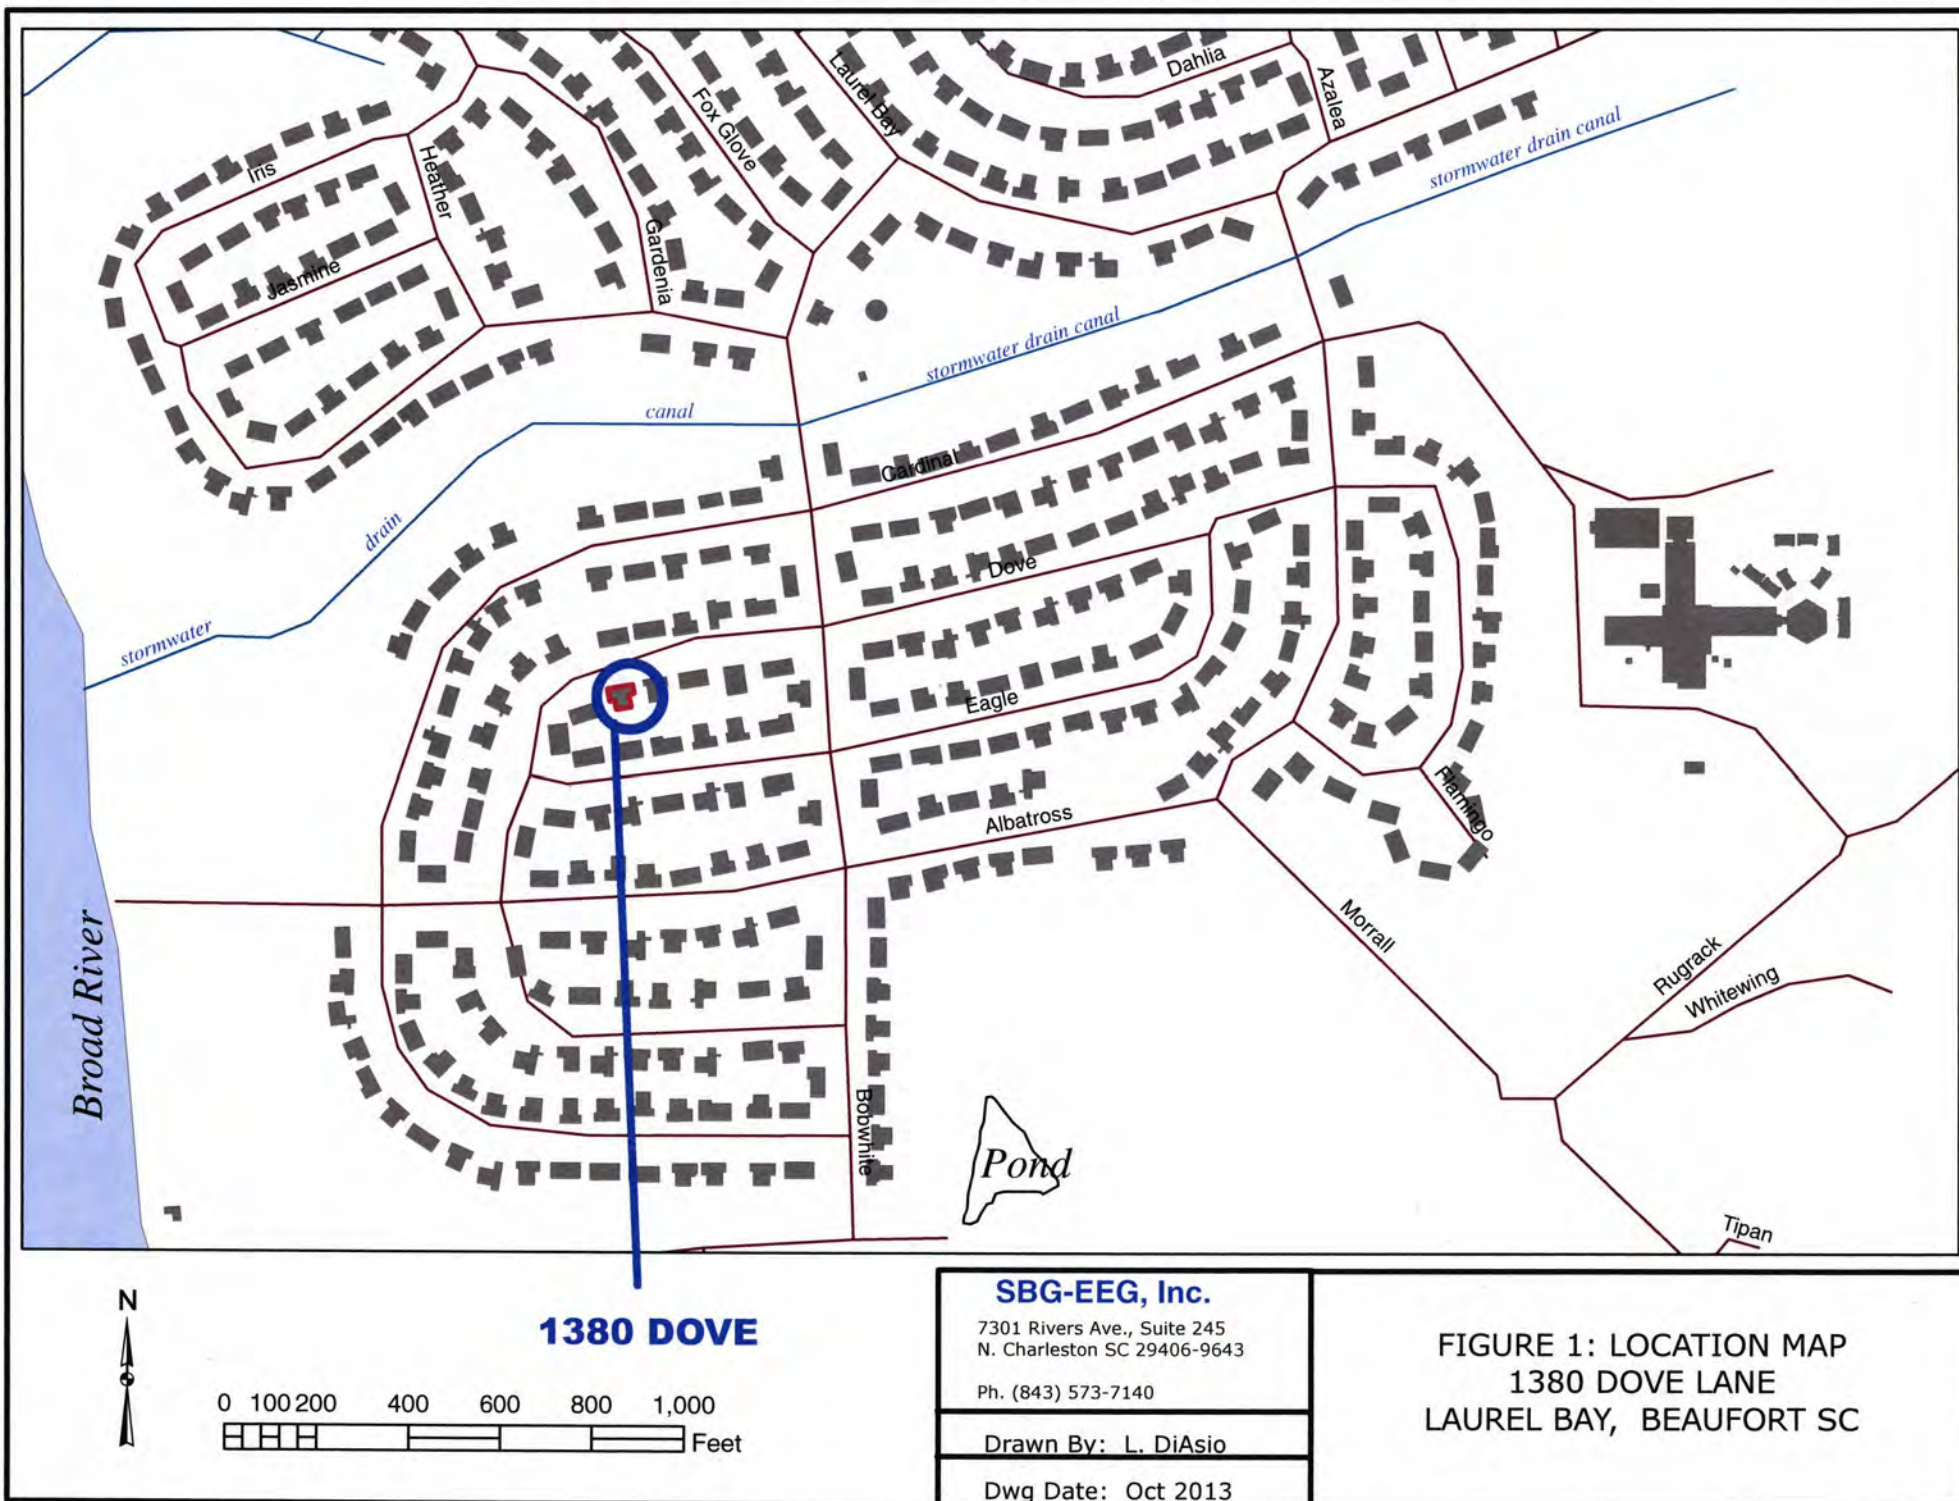 Dahlia
Azalea
Laurel Bay
Fox Glove
stormwater drain canal
Iris
Heather
Gardenia
Jasmine
stormwater drain canal
canal
Cardinal
drain
Dove
stormwater
Eagle
Albatross
Flamingo
Broad River
Morrall
Rugrack
Whitewing
Bobwhite
Pond
Tipan
N
1380 DOVE
0 100 200 400 600 800 1,000
Feet
SBG-EEG, Inc.
7301 Rivers Ave., Suite 245
N. Charleston SC 29406-9643
Ph. (843) 573-7140
Drawn By: L. DiAsio
Dwg Date: Oct 2013
FIGURE 1: LOCATION MAP
1380 DOVE LANE
LAUREL BAY, BEAUFORT SC